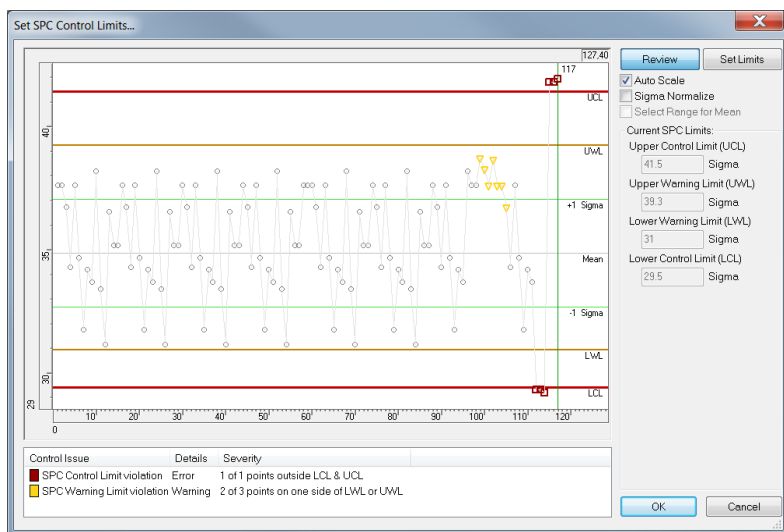 Set SPC Control Limits...
127,40
117
UCL
40
UWL
+1 Sigma
35
Mean
-1 Sigma
LWL
30
LCL
29
10' 20' 30' 40' 50' 60' 70' 80' 90' 100' 110' 120'
0
Control Issue Details Severity
SPC Control Limit violation Error 1 of 1 points outside LCL & UCL
SPC Warning Limit violation Warning 2 of 3 points on one side of LWL or UWL
Review Set Limits
Auto Scale
Sigma Normalize
Select Range for Mean
Current SPC Limits:
Upper Control Limit (UCL)
41.5 Sigma
Upper Warning Limit (UWL)
39.3 Sigma
Lower Warning Limit (LWL)
31 Sigma
Lower Control Limit (LCL)
29.5 Sigma
OK Cancel